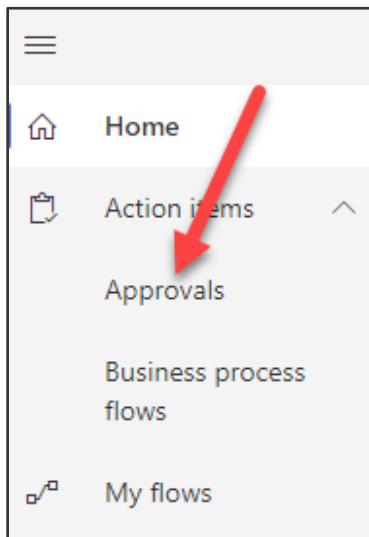 Home
Action items
Approvals
Business process
flows
My flows